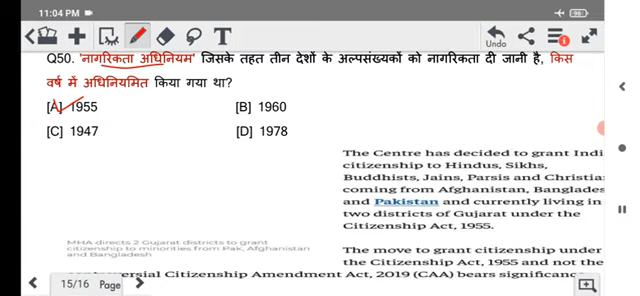 11:04 PM
96
Undo
Q50. 'नागरिकता अधिनियम' जिसके तहत तीन देशों के अल्पसंख्यकों को नागरिकता दी जानी है, किस
वर्ष में अधिनियमित किया गया था?
[A] 1955 [B] 1960
[C] 1947 [D] 1978
The Centre has decided to grant Indi
citizenship to Hindus, Sikhs,
Buddhists, Jains, Parsis and Christia
coming from Afghanistan, Banglades
and Pakistan and currently living in
two districts of Gujarat under the
Citizenship Act, 1955.
MHA directs 2 Gujarat districts to grant
citizenship to minorities from Pak, Afghanistan
and Bangladesh
The move to grant citizenship under
the Citizenship Act, 1955 and not the
Citizenship Amendment Act, 2019 (CAA) bears significance
15/16 Page